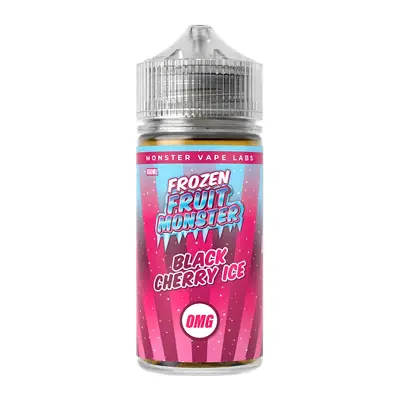 MONSTER VAPE LABS
FROZEN
FRUIT
MONSTER
BLACK
CHERRY ICE
0MG